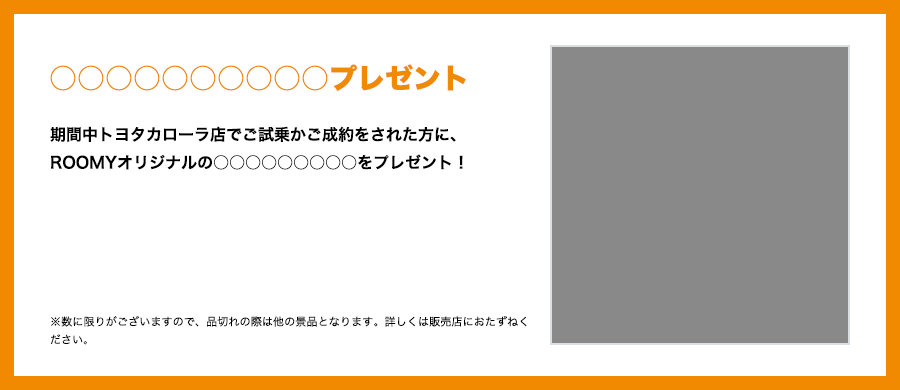 ○○○○○○○○○○プレゼント
期間中トヨタカローラ店でご試乗かご成約をされた方に、
ROOMYオリジナルの○○○○○○○○○をプレゼント！
※数に限りがございますので、品切れの際は他の景品となります。詳しくは販売店におたずねく
ださい。